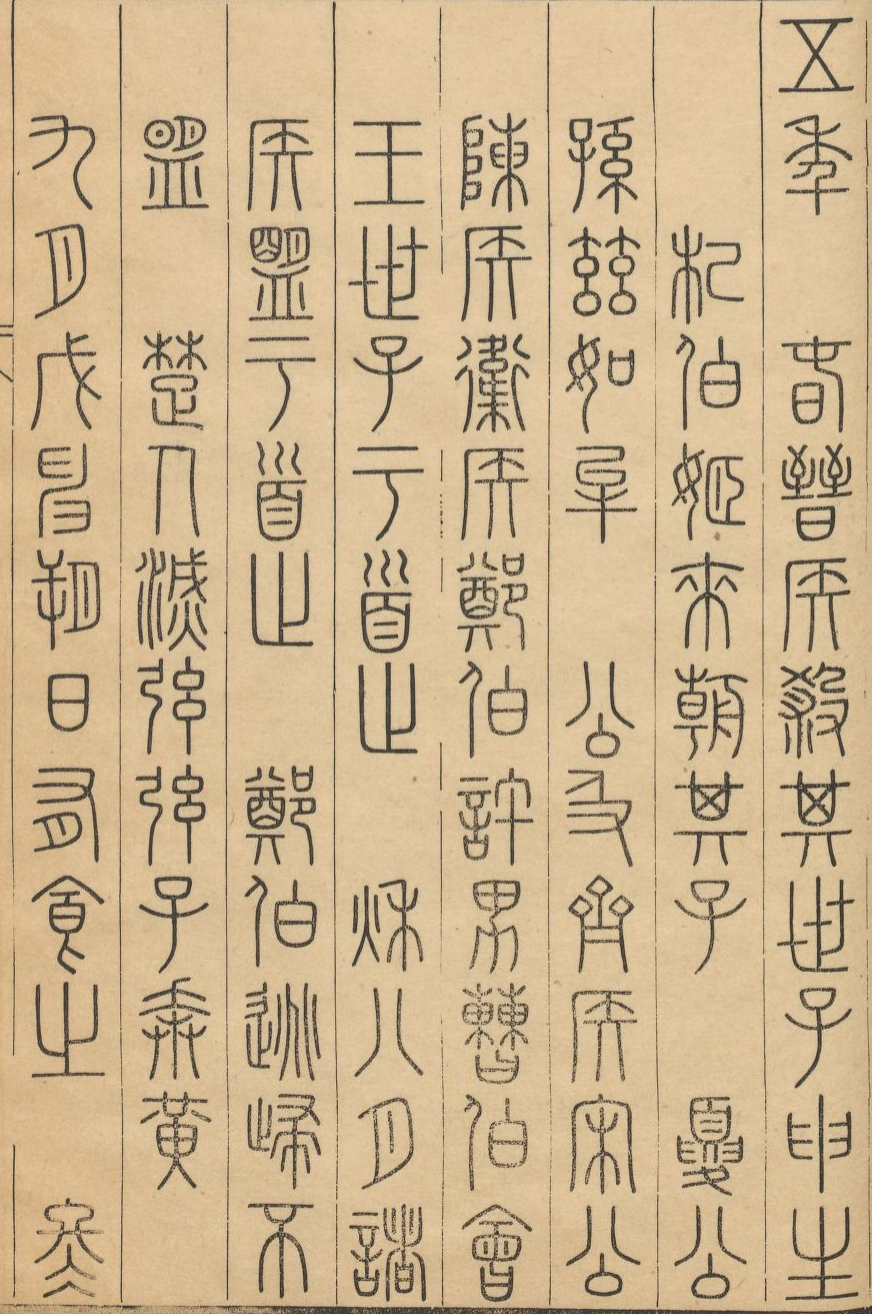 五年 春晉侯殺其世子申生
杞伯姬來朝其子 夏公
孫茲如牟 公及齊侯宋公
陳侯衞侯鄭伯許男曹伯會
王世子于首止 秋八月諸
侯盟于首止 鄭伯逃歸不
盟 楚人滅弦弦子奔黃
九月戊申朔日有食之 冬